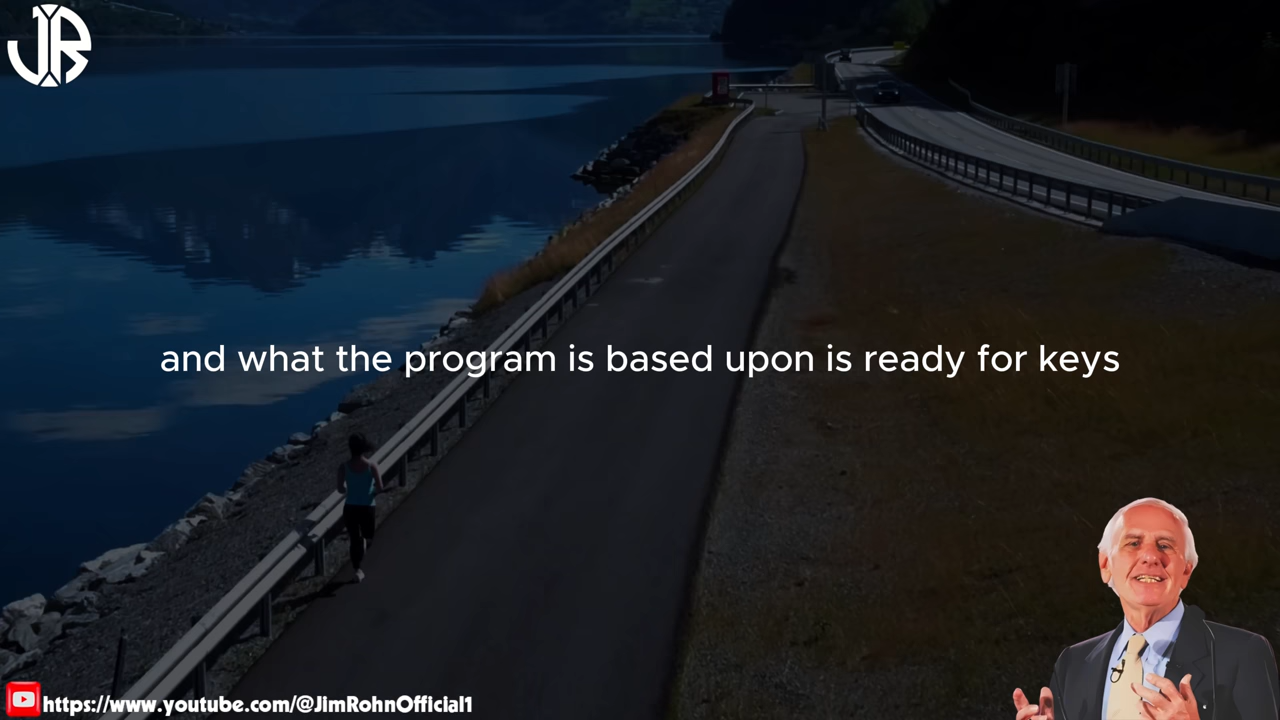 JR
and what the program is based upon is ready for keys
https://www.youtube.com/@JimRohnOfficial1